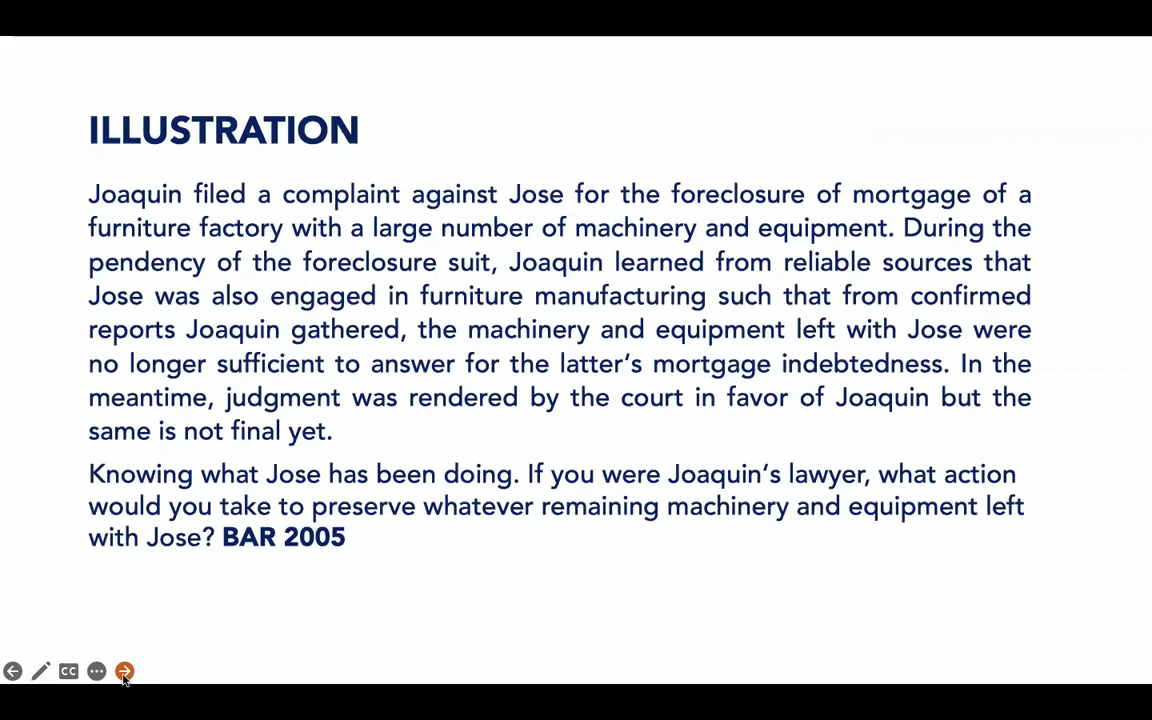 ILLUSTRATION
Joaquin filed a complaint against Jose for the foreclosure of mortgage of a
furniture factory with a large number of machinery and equipment. During the
pendency of the foreclosure suit, Joaquin learned from reliable sources that
Jose was also engaged in furniture manufacturing such that from confirmed
reports Joaquin gathered, the machinery and equipment left with Jose were
no longer sufficient to answer for the latter‘s mortgage indebtedness. In the
meantime, judgment was rendered by the court in favor of Joaquin but the
same is not final yet.
Knowing what Jose has been doing. If you were Joaquin‘s lawyer, what action
would you take to preserve whatever remaining machinery and equipment left
with Jose? BAR 2005
CC